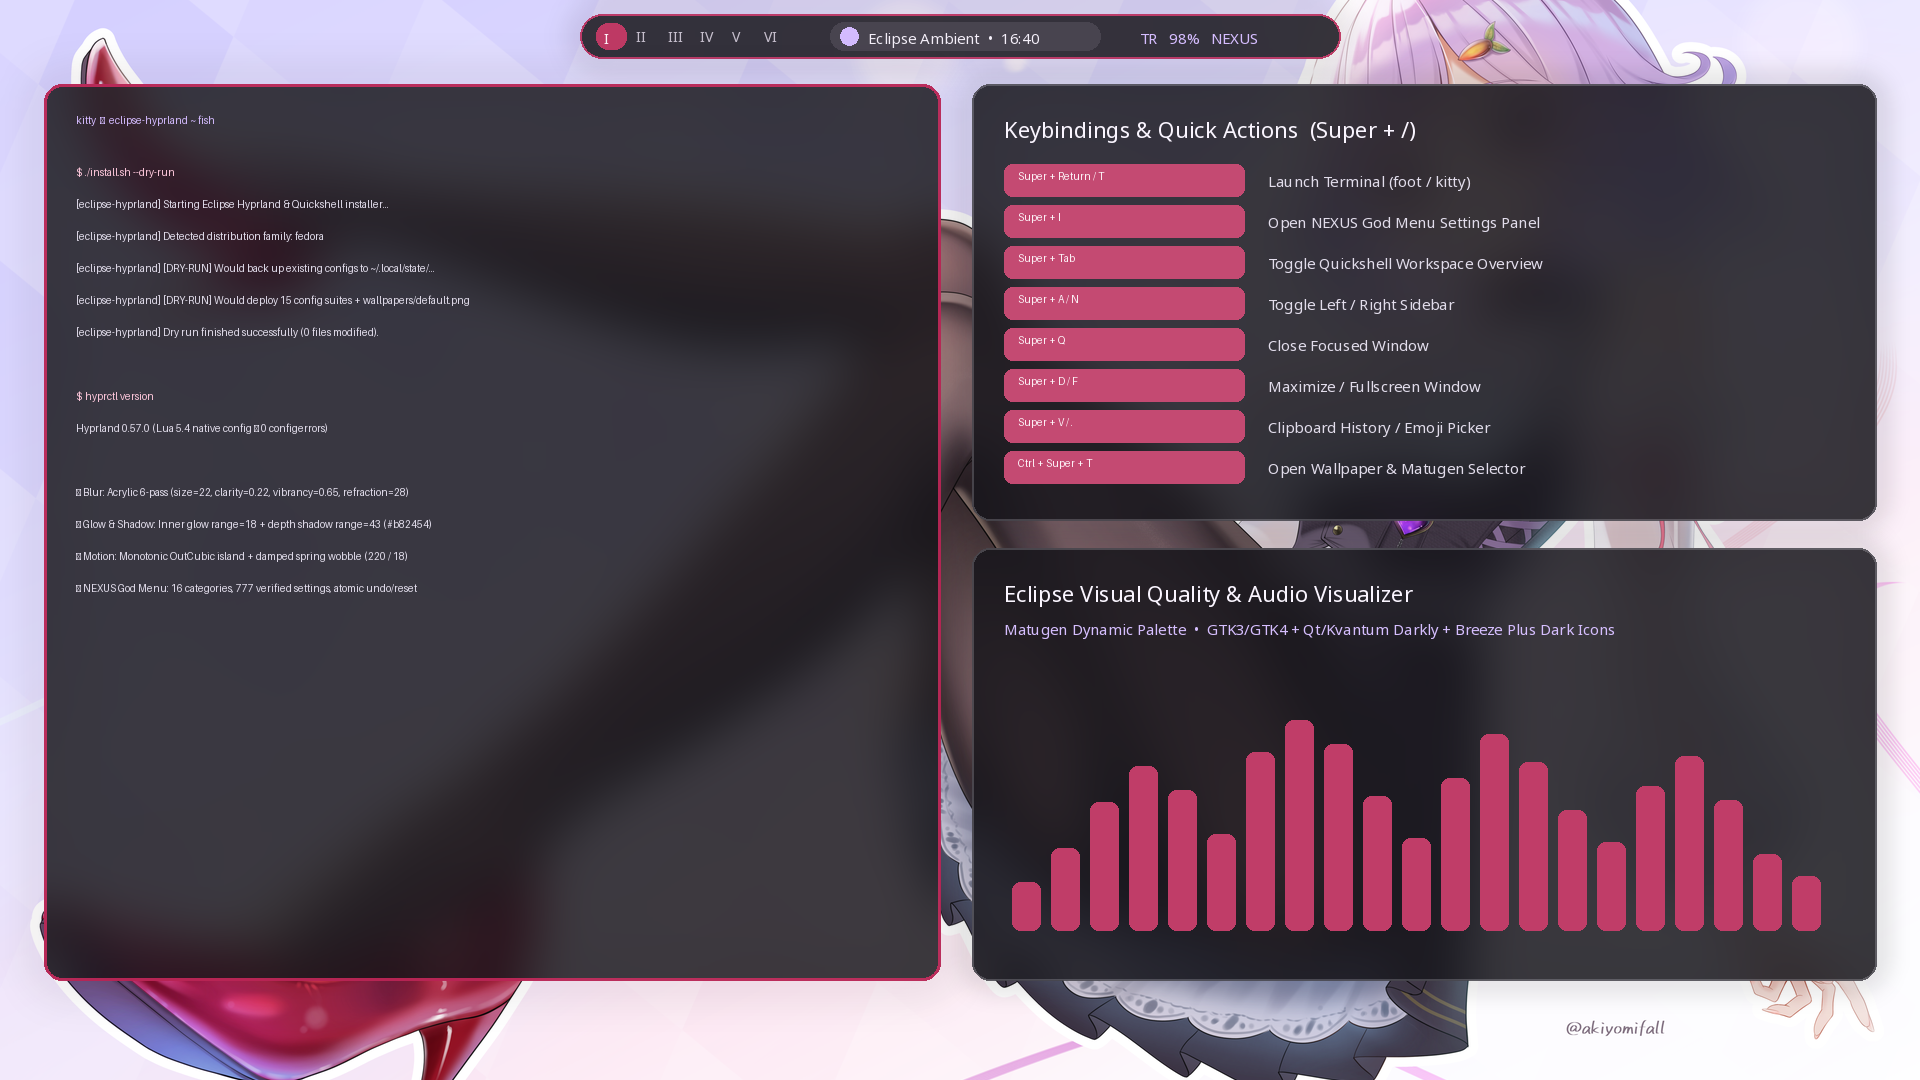 I II III IV V VI Eclipse Ambient • 16:40 TR 98% NEXUS
kitty eclipse-hyprland ~ fish
$ ./install.sh --dry-run
[eclipse-hyprland] Starting Eclipse Hyprland & Quickshell installer...
[eclipse-hyprland] Detected distribution family: fedora
[eclipse-hyprland] [DRY-RUN] Would back up existing configs to ~/.local/state/...
[eclipse-hyprland] [DRY-RUN] Would deploy 15 config suites + wallpapers/default.png
[eclipse-hyprland] Dry run finished successfully (0 files modified).
$ hyprctl version
Hyprland 0.57.0 (Lua 5.4 native config 0 configerrors)
Blur: Acrylic 6-pass (size=22, clarity=0.22, vibrancy=0.65, refraction=28)
Glow & Shadow: Inner glow range=18 + depth shadow range=43 (#b82454)
Motion: Monotonic OutCubic island + damped spring wobble (220 / 18)
NEXUS God Menu: 16 categories, 777 verified settings, atomic undo/reset
Keybindings & Quick Actions (Super + /)
Super + Return / T Launch Terminal (foot / kitty)
Super + I Open NEXUS God Menu Settings Panel
Super + Tab Toggle Quickshell Workspace Overview
Super + A / N Toggle Left / Right Sidebar
Super + Q Close Focused Window
Super + D / F Maximize / Fullscreen Window
Super + V / . Clipboard History / Emoji Picker
Ctrl + Super + T Open Wallpaper & Matugen Selector
Eclipse Visual Quality & Audio Visualizer
Matugen Dynamic Palette • GTK3/GTK4 + Qt/Kvantum Darkly + Breeze Plus Dark Icons
@akiyomifall